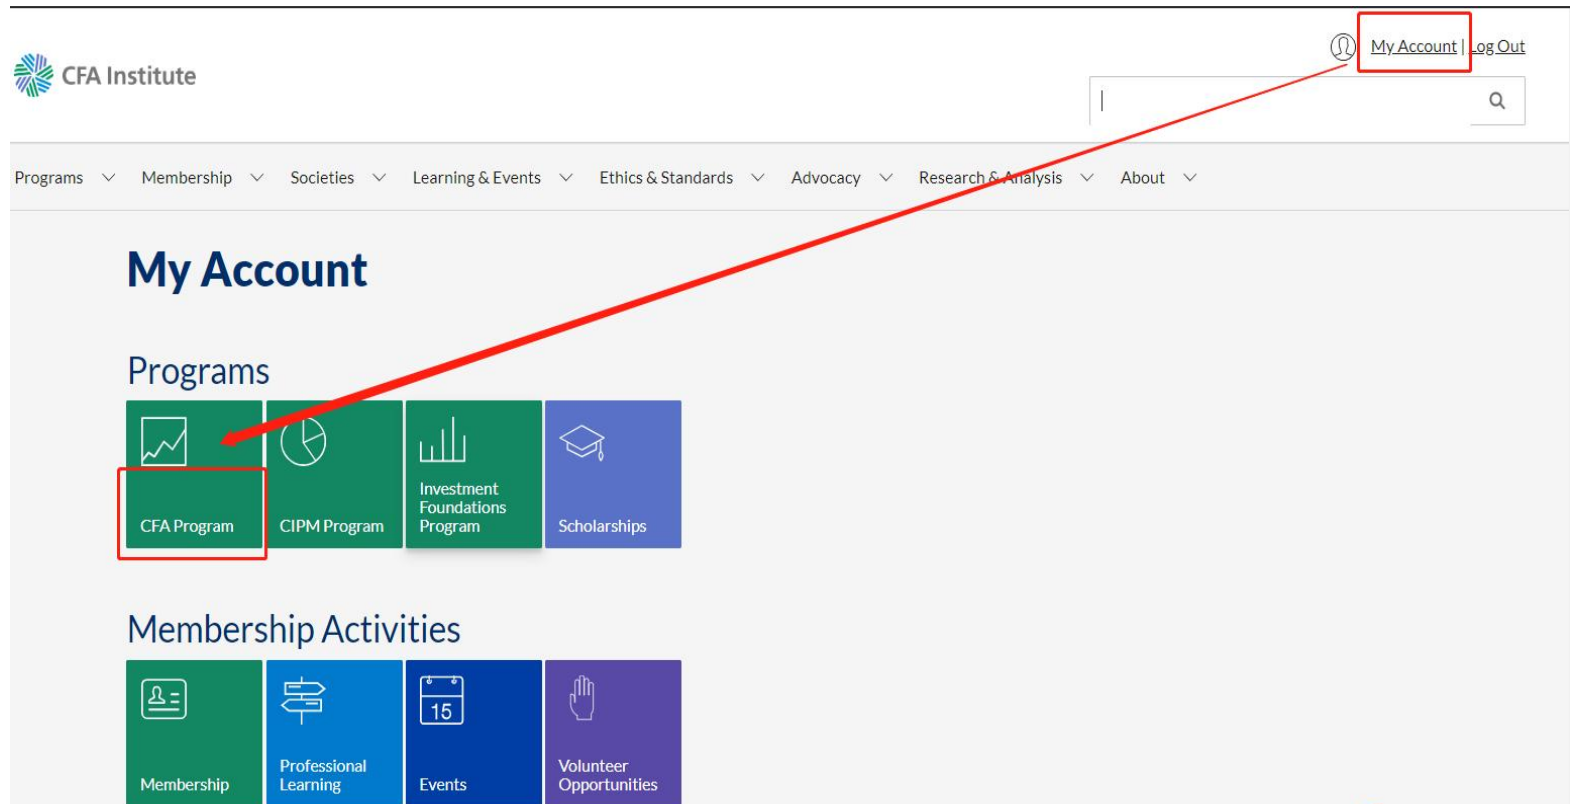 CFA Institute
My Account | Log Out
Programs Membership Societies Learning & Events Ethics & Standards Advocacy Research & Analysis About
My Account
Programs
CFA Program
CIPM Program
Investment
Foundations
Program
Scholarships
Membership Activities
Membership
Professional
Learning
15
Events
Volunteer
Opportunities